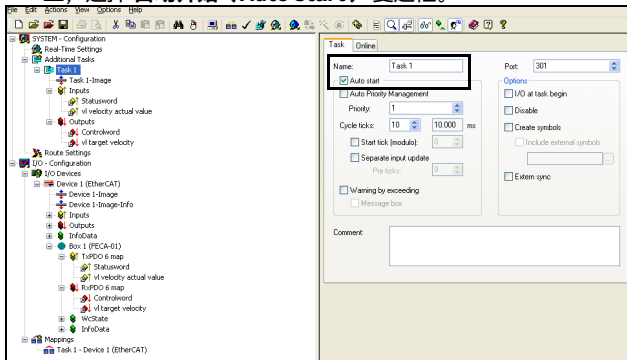 File Edit Actions View Options Help
SYSTEM - Configuration
Real-Time Settings
Additional Tasks
Task 1
Task 1-Image
Inputs
Statusword
vl velocity actual value
Outputs
Controlword
vl target velocity
Route Settings
I/O - Configuration
I/O Devices
Device 1 (EtherCAT)
Device 1-Image
Device 1-Image-Info
Inputs
Outputs
InfoData
Box 1 (FECA-01)
TxPDO 6 map
Statusword
vl velocity actual value
RxPDO 6 map
Controlword
vl target velocity
WcState
InfoData
Mappings
Task 1 - Device 1 (EtherCAT)
Task Online
Name: Task 1 Port: 301
Auto start Options
Auto Priority Management I/O at task begin
Priority: 1 Disable
Cycle ticks: 10 10.000 ms Create symbols
Start tick (modulo): 0 Include external symbols
Separate input update
Pre ticks: 0 Extern sync
Warning by exceeding
Message box
Comment: